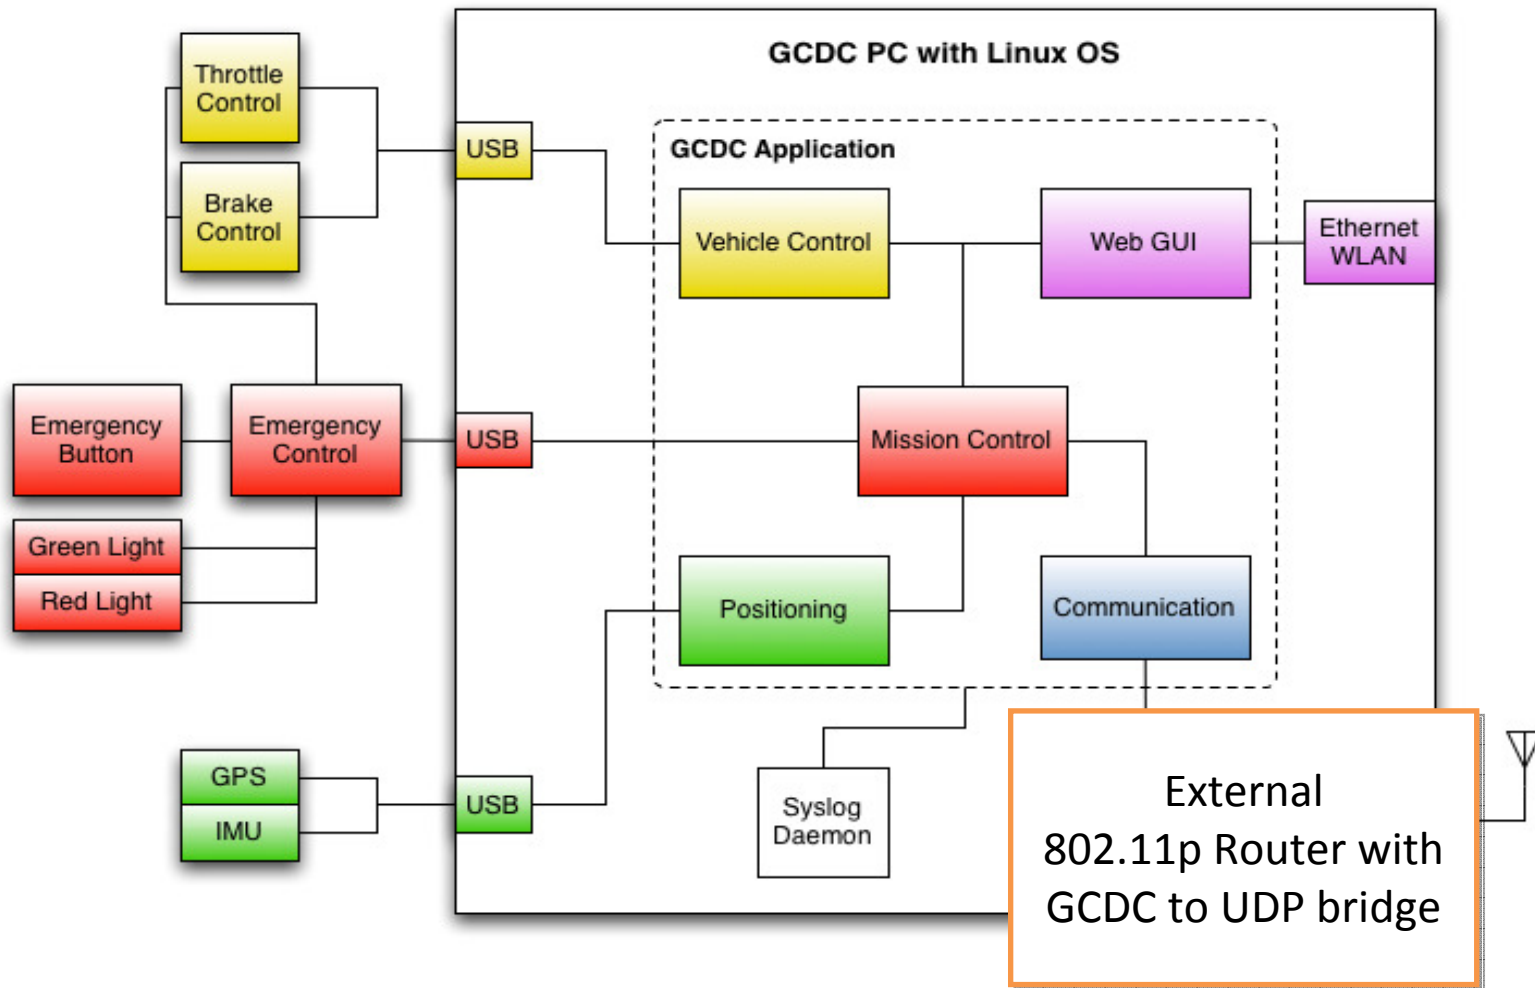 GCDC PC with Linux OS
Throttle
Control
Brake
Control
USB
GCDC Application
Vehicle Control
Web GUI
Ethernet
WLAN
Emergency
Button
Emergency
Control
USB
Mission Control
Green Light
Red Light
Positioning
Communication
GPS
IMU
USB
Syslog
Daemon
External
802.11p Router with
GCDC to UDP bridge